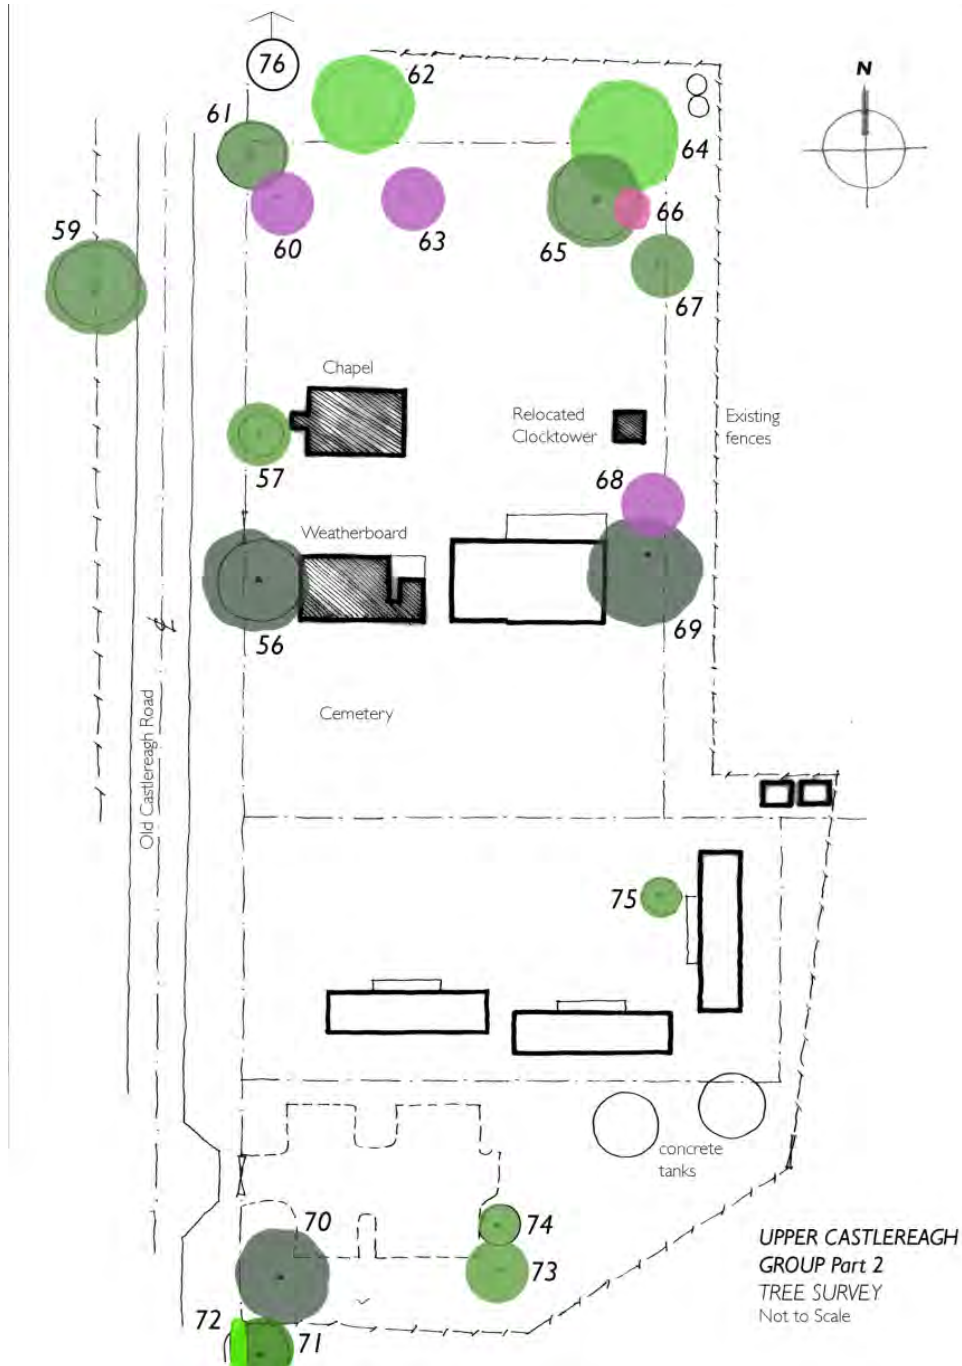 76
62
N
61
64
66
60
63
65
59
67
Chapel
Relocated
Clocktower
Existing
fences
57
68
Weatherboard
56
69
Cemetery
Old Castlereagh Road
75
concrete
tanks
70
74
UPPER CASTLEREAGH
GROUP Part 2
73
TREE SURVEY
Not to Scale
72
71